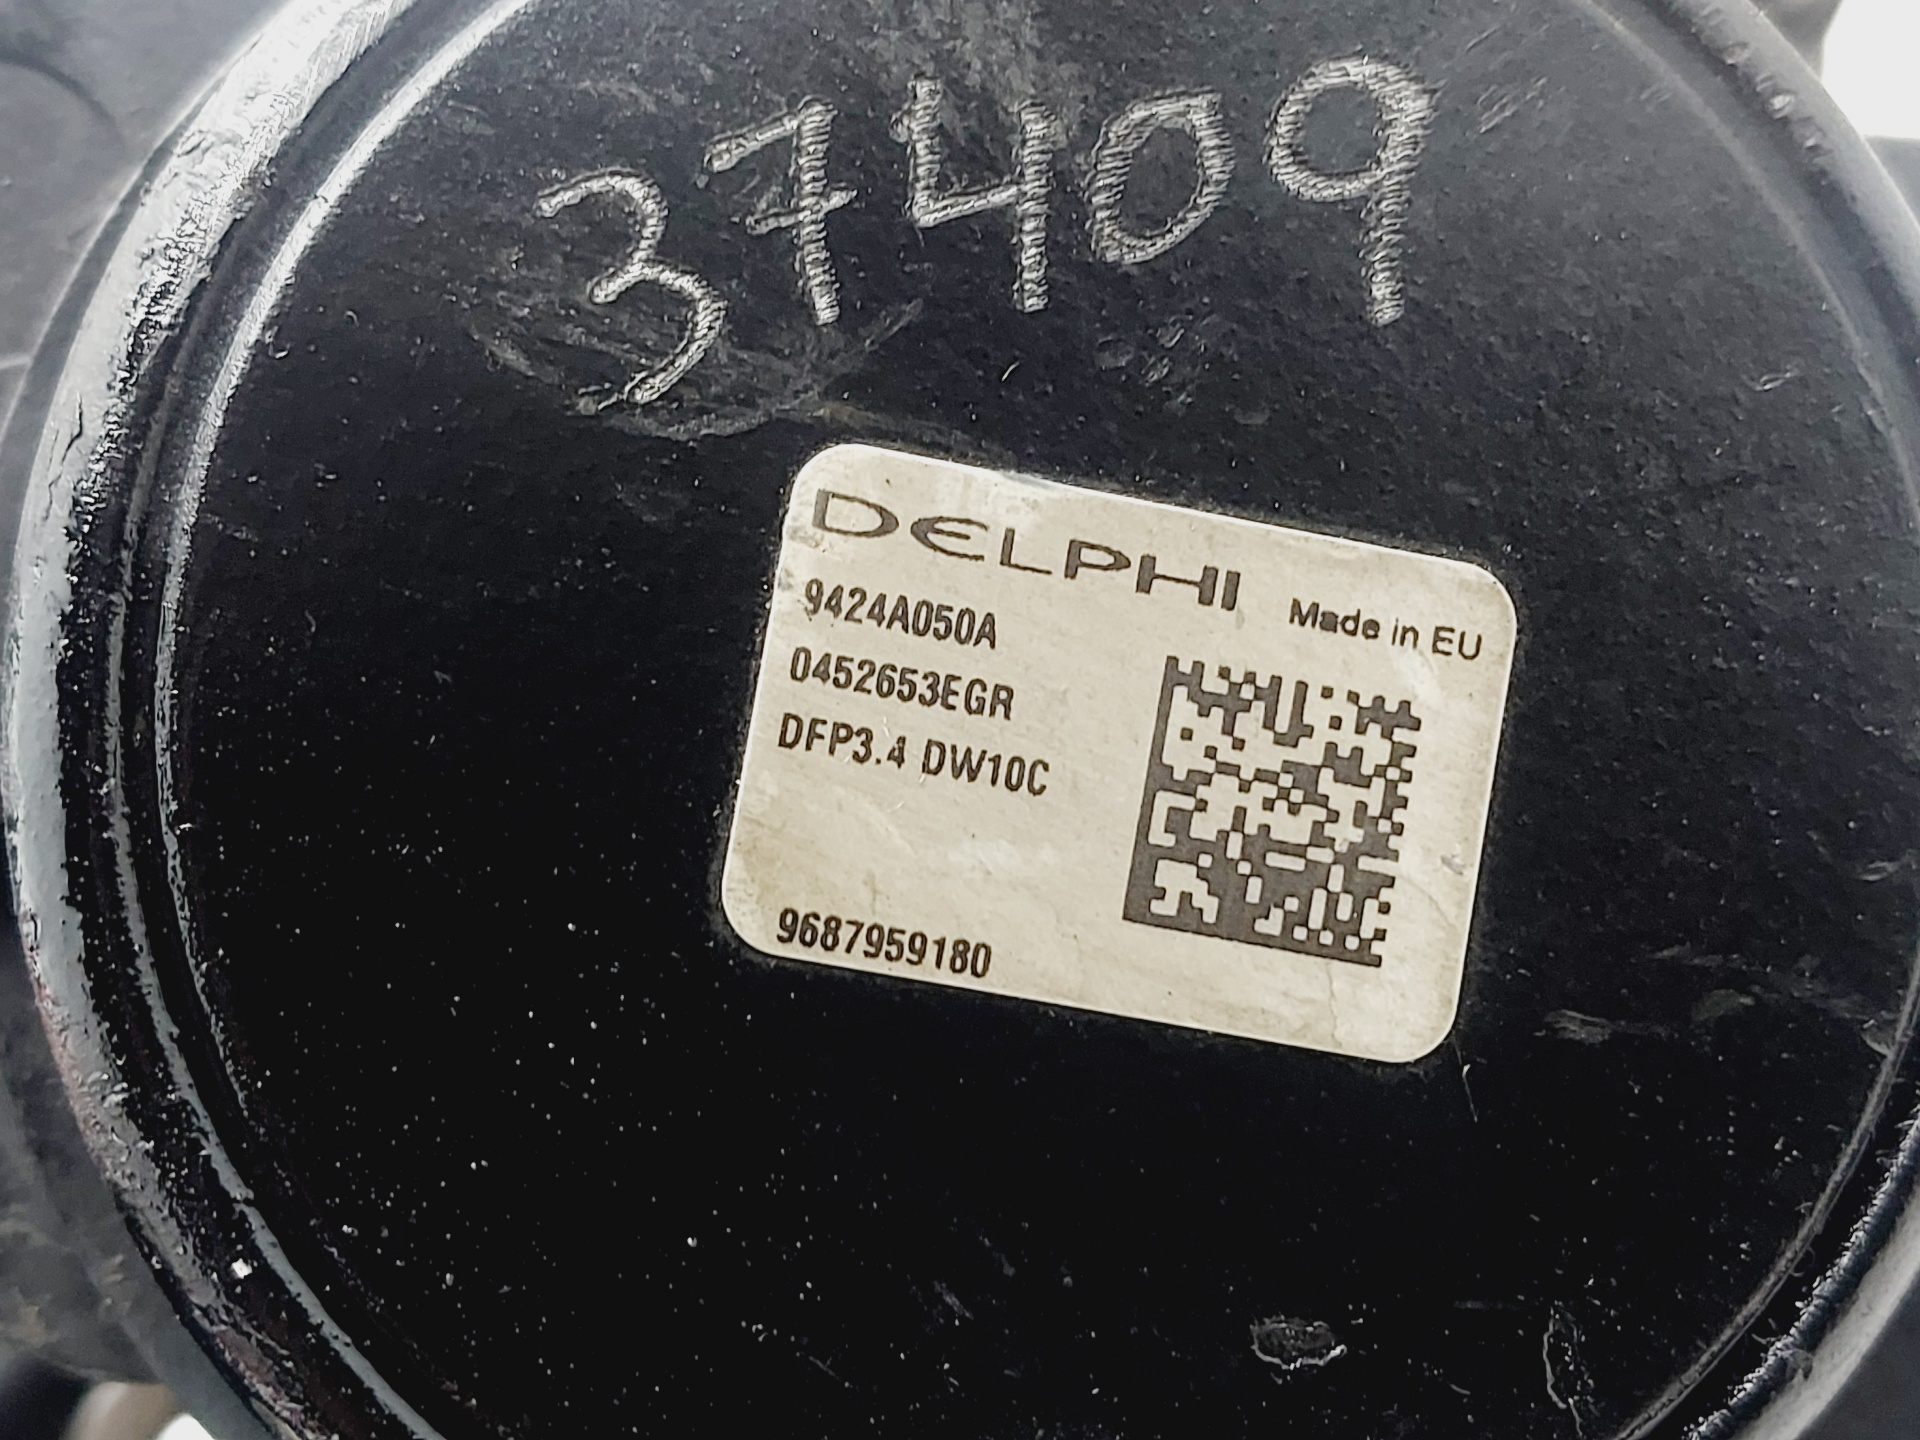 37409
DELPHI
Made in EU
9424A050A
0452653EGR
DFP3.4 DW10C
9687959180